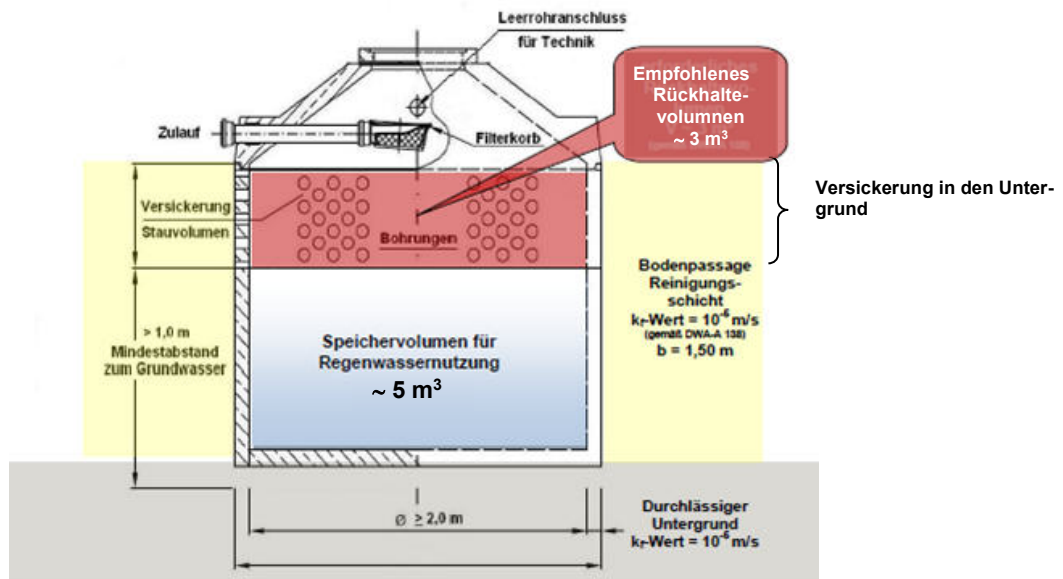 Leerrohranschluss
für Technik
Empfohlenes
Rückhalte-
volumnen
~ 3 m³
Zulauf
Filterkorb
Versickerung in den Unter-
grund
Versickerung
Stauvolumen
Bohrungen
Bodenpassage
Reinigungs-
schicht
kf-Wert = 10⁻⁶ m/s
(gemäß DWA-A 138)
b = 1,50 m
> 1,0 m
Mindestabstand
zum Grundwasser
Speichervolumen für
Regenwassernutzung
~ 5 m³
Ø ≥ 2,0 m
Durchlässiger
Untergrund
kf-Wert = 10⁻⁶ m/s